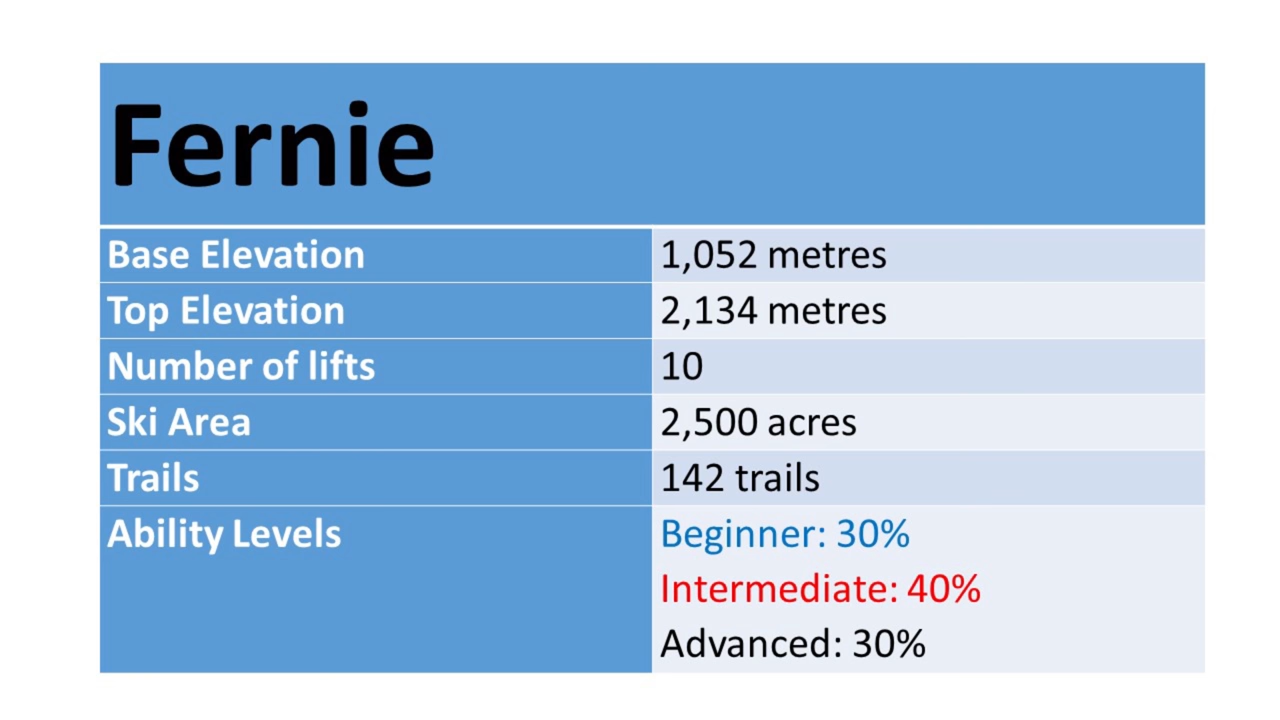 Fernie
Base Elevation 1,052 metres
Top Elevation 2,134 metres
Number of lifts 10
Ski Area 2,500 acres
Trails 142 trails
Ability Levels Beginner: 30%
Intermediate: 40%
Advanced: 30%